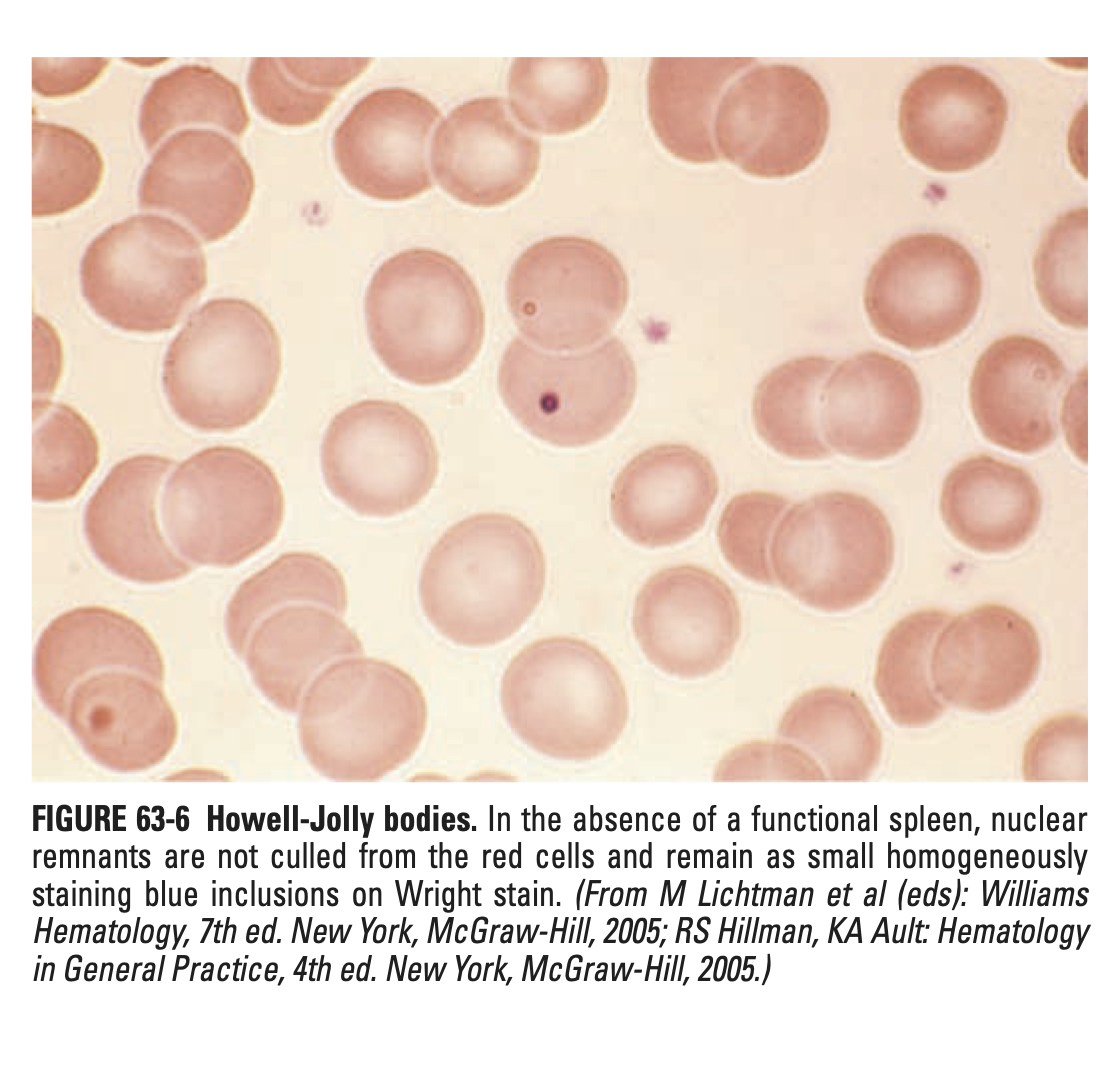 FIGURE 63-6 Howell-Jolly bodies. In the absence of a functional spleen, nuclear
remnants are not culled from the red cells and remain as small homogeneously
staining blue inclusions on Wright stain. (From M Lichtman et al (eds): Williams
Hematology, 7th ed. New York, McGraw-Hill, 2005; RS Hillman, KA Ault: Hematology
in General Practice, 4th ed. New York, McGraw-Hill, 2005.)